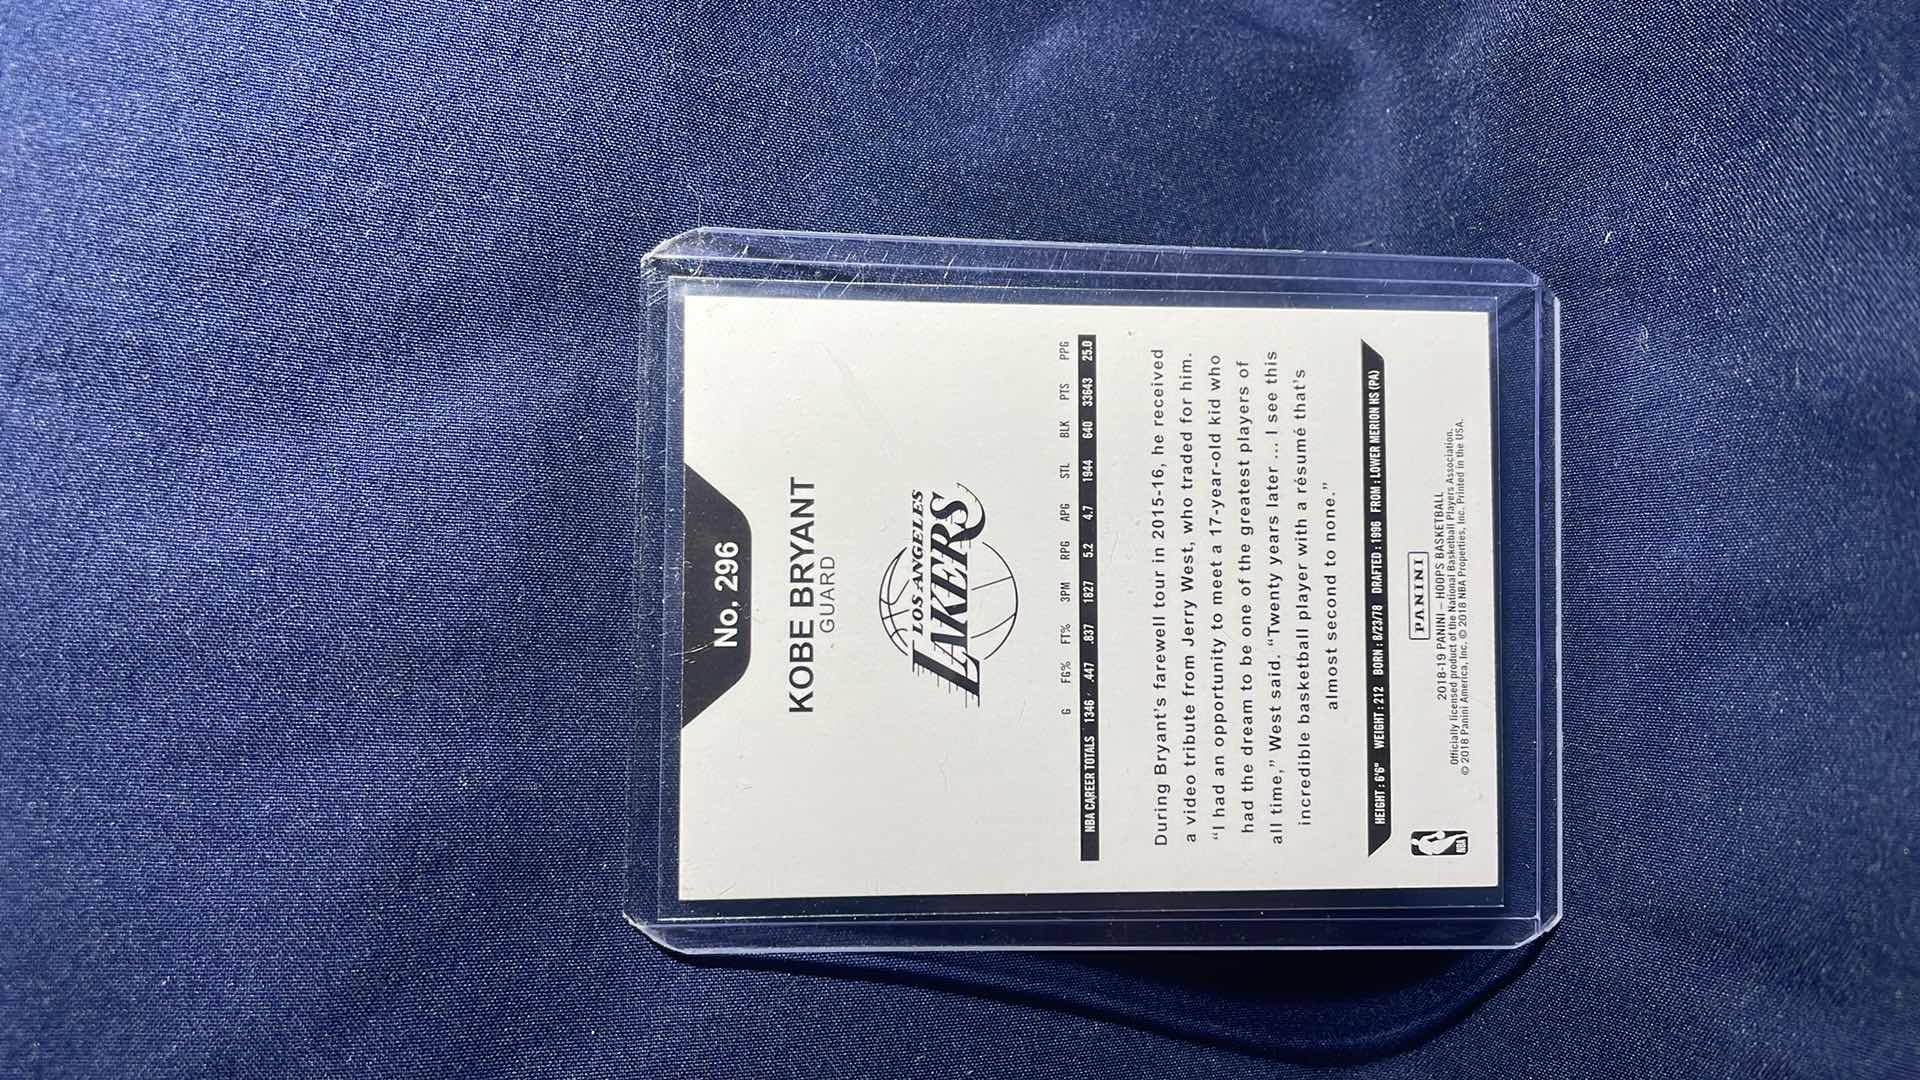 No. 296
KOBE BRYANT
GUARD
LOS ANGELES
LAKERS
G FG% FT% 3PM RPG APG STL BLK PTS PPG
NBA CAREER TOTALS 1346 .447 .837 1827 5.2 4.7 1944 640 33643 25.0
During Bryant's farewell tour in 2015-16, he received
a video tribute from Jerry West, who traded for him.
“I had an opportunity to meet a 17-year-old kid who
had the dream to be one of the greatest players of
all time,” West said. “Twenty years later ... I see this
incredible basketball player with a résumé that's
almost second to none.”
HEIGHT: 6'6" WEIGHT: 212 BORN: 8/23/78 DRAFTED: 1996 FROM: LOWER MERION HS (PA)
PANINI
2018-19 PANINI – HOOPS BASKETBALL
Officially licensed product of the National Basketball Players Association.
© 2018 Panini America, Inc. © 2018 NBA Properties, Inc. Printed in the USA.
NBA